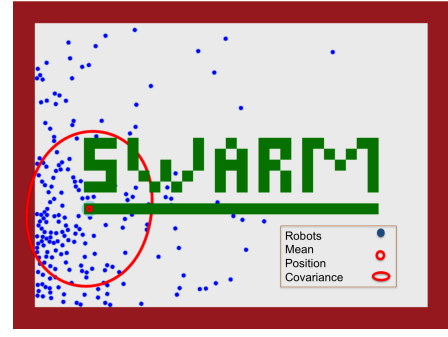 SWARM
Robots
Mean
Position
Covariance